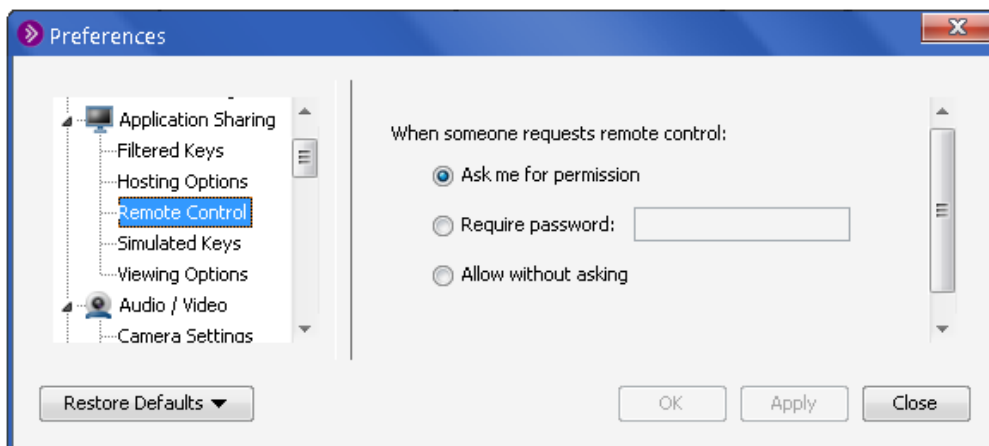 Preferences
Application Sharing
Filtered Keys
Hosting Options
Remote Control
Simulated Keys
Viewing Options
Audio / Video
Camera Settings
When someone requests remote control:
Ask me for permission
Require password:
Allow without asking
Restore Defaults
OK
Apply
Close